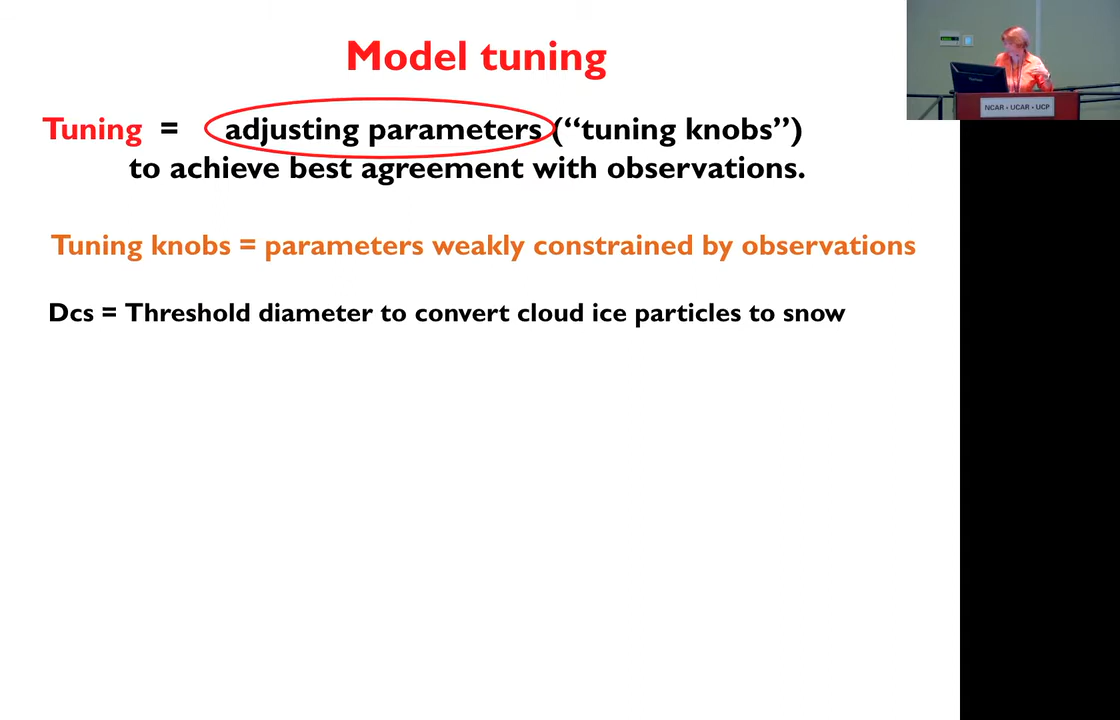 Model tuning
Tuning = adjusting parameters (“tuning knobs”)
to achieve best agreement with observations.
Tuning knobs = parameters weakly constrained by observations
Dcs = Threshold diameter to convert cloud ice particles to snow
NCAR • UCAR • UCP